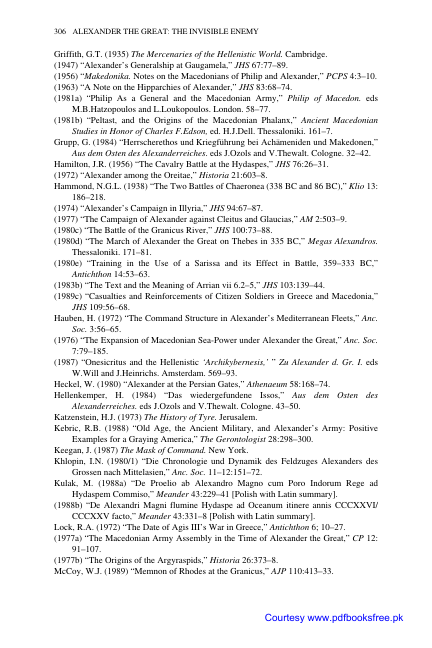 306 ALEXANDER THE GREAT: THE INVISIBLE ENEMY
Griffith, G.T. (1935) The Mercenaries of the Hellenistic World. Cambridge.
(1947) “Alexander’s Generalship at Gaugamela,” JHS 67:77–89.
(1956) “Makedonika. Notes on the Macedonians of Philip and Alexander,” PCPS 4:3–10.
(1963) “A Note on the Hipparchies of Alexander,” JHS 83:68–74.
(1981a) “Philip As a General and the Macedonian Army,” Philip of Macedon. eds
M.B.Hatzopoulos and L.Loukopoulos. London. 58–77.
(1981b) “Peltast, and the Origins of the Macedonian Phalanx,” Ancient Macedonian
Studies in Honor of Charles F.Edson, ed. H.J.Dell. Thessaloniki. 161–7.
Grupp, G. (1984) “Herrscherethos und Kriegführung bei Achämeniden und Makedonen,”
Aus dem Osten des Alexanderreiches. eds J.Ozols and V.Thewalt. Cologne. 32–42.
Hamilton, J.R. (1956) “The Cavalry Battle at the Hydaspes,” JHS 76:26–31.
(1972) “Alexander among the Oreitae,” Historia 21:603–8.
Hammond, N.G.L. (1938) “The Two Battles of Chaeronea (338 BC and 86 BC),” Klio 13:
186–218.
(1974) “Alexander’s Campaign in Illyria,” JHS 94:67–87.
(1977) “The Campaign of Alexander against Cleitus and Glaucias,” AM 2:503–9.
(1980c) “The Battle of the Granicus River,” JHS 100:73–88.
(1980d) “The March of Alexander the Great on Thebes in 335 BC,” Megas Alexandros.
Thessaloniki. 171–81.
(1980e) “Training in the Use of a Sarissa and its Effect in Battle, 359–333 BC,”
Antichthon 14:53–63.
(1983b) “The Text and the Meaning of Arrian vii 6.2–5,” JHS 103:139–44.
(1989c) “Casualties and Reinforcements of Citizen Soldiers in Greece and Macedonia,”
JHS 109:56–68.
Hauben, H. (1972) “The Command Structure in Alexander’s Mediterranean Fleets,” Anc.
Soc. 3:56–65.
(1976) “The Expansion of Macedonian Sea-Power under Alexander the Great,” Anc. Soc.
7:79–185.
(1987) “Onesicritus and the Hellenistic ‘Archikybernesis,’ ” Zu Alexander d. Gr. I. eds
W.Will and J.Heinrichs. Amsterdam. 569–93.
Heckel, W. (1980) “Alexander at the Persian Gates,” Athenaeum 58:168–74.
Hellenkemper, H. (1984) “Das wiedergefundene Issos,” Aus dem Osten des
Alexanderreiches. eds J.Ozols and V.Thewalt. Cologne. 43–50.
Katzenstein, H.J. (1973) The History of Tyre. Jerusalem.
Kebric, R.B. (1988) “Old Age, the Ancient Military, and Alexander’s Army: Positive
Examples for a Graying America,” The Gerontologist 28:298–300.
Keegan, J. (1987) The Mask of Command. New York.
Khlopin, I.N. (1980/1) “Die Chronologie und Dynamik des Feldzuges Alexanders des
Grossen nach Mittelasien,” Anc. Soc. 11–12:151–72.
Kulak, M. (1988a) “De Proelio ab Alexandro Magno cum Poro Indorum Rege ad
Hydaspem Commiso,” Meander 43:229–41 [Polish with Latin summary].
(1988b) “De Alexandri Magni flumine Hydaspe ad Oceanum itinere annis CCCXXVI/
CCCXXV facto,” Meander 43:331–8 [Polish with Latin summary].
Lock, R.A. (1972) “The Date of Agis III’s War in Greece,” Antichthon 6; 10–27.
(1977a) “The Macedonian Army Assembly in the Time of Alexander the Great,” CP 12:
91–107.
(1977b) “The Origins of the Argyraspids,” Historia 26:373–8.
McCoy, W.J. (1989) “Memnon of Rhodes at the Granicus,” AJP 110:413–33.
Courtesy www.pdfbooksfree.pk